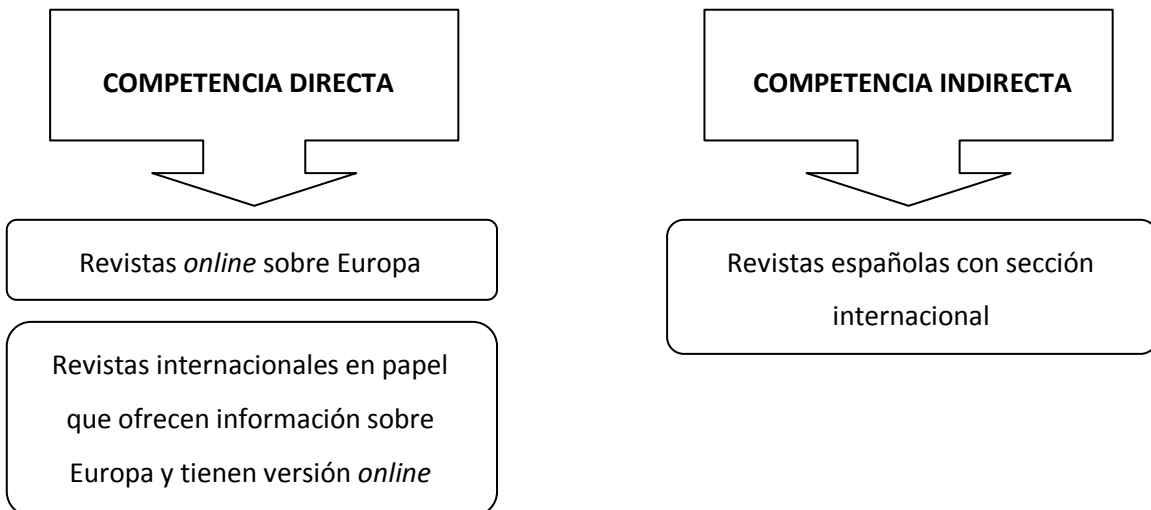 COMPETENCIA DIRECTA
Revistas online sobre Europa
Revistas internacionales en papel
que ofrecen información sobre
Europa y tienen versión online
COMPETENCIA INDIRECTA
Revistas españolas con sección
internacional